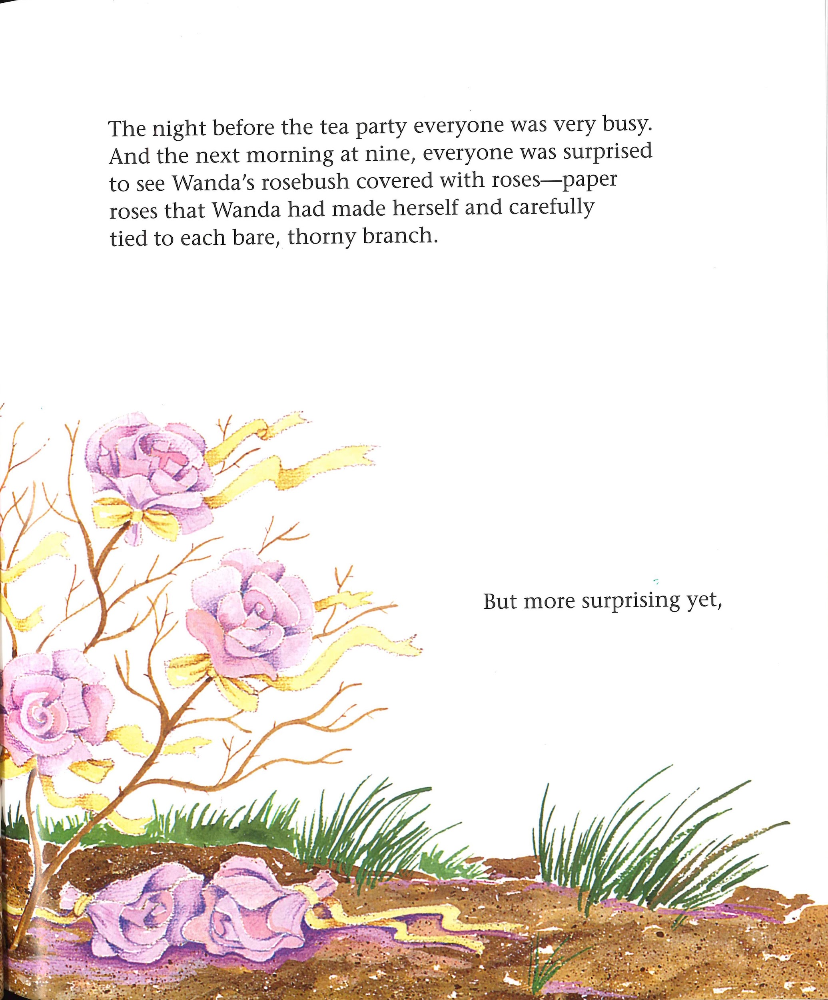 The night before the tea party everyone was very busy.
And the next morning at nine, everyone was surprised
to see Wanda's rosebush covered with roses—paper
roses that Wanda had made herself and carefully
tied to each bare, thorny branch.
But more surprising yet,